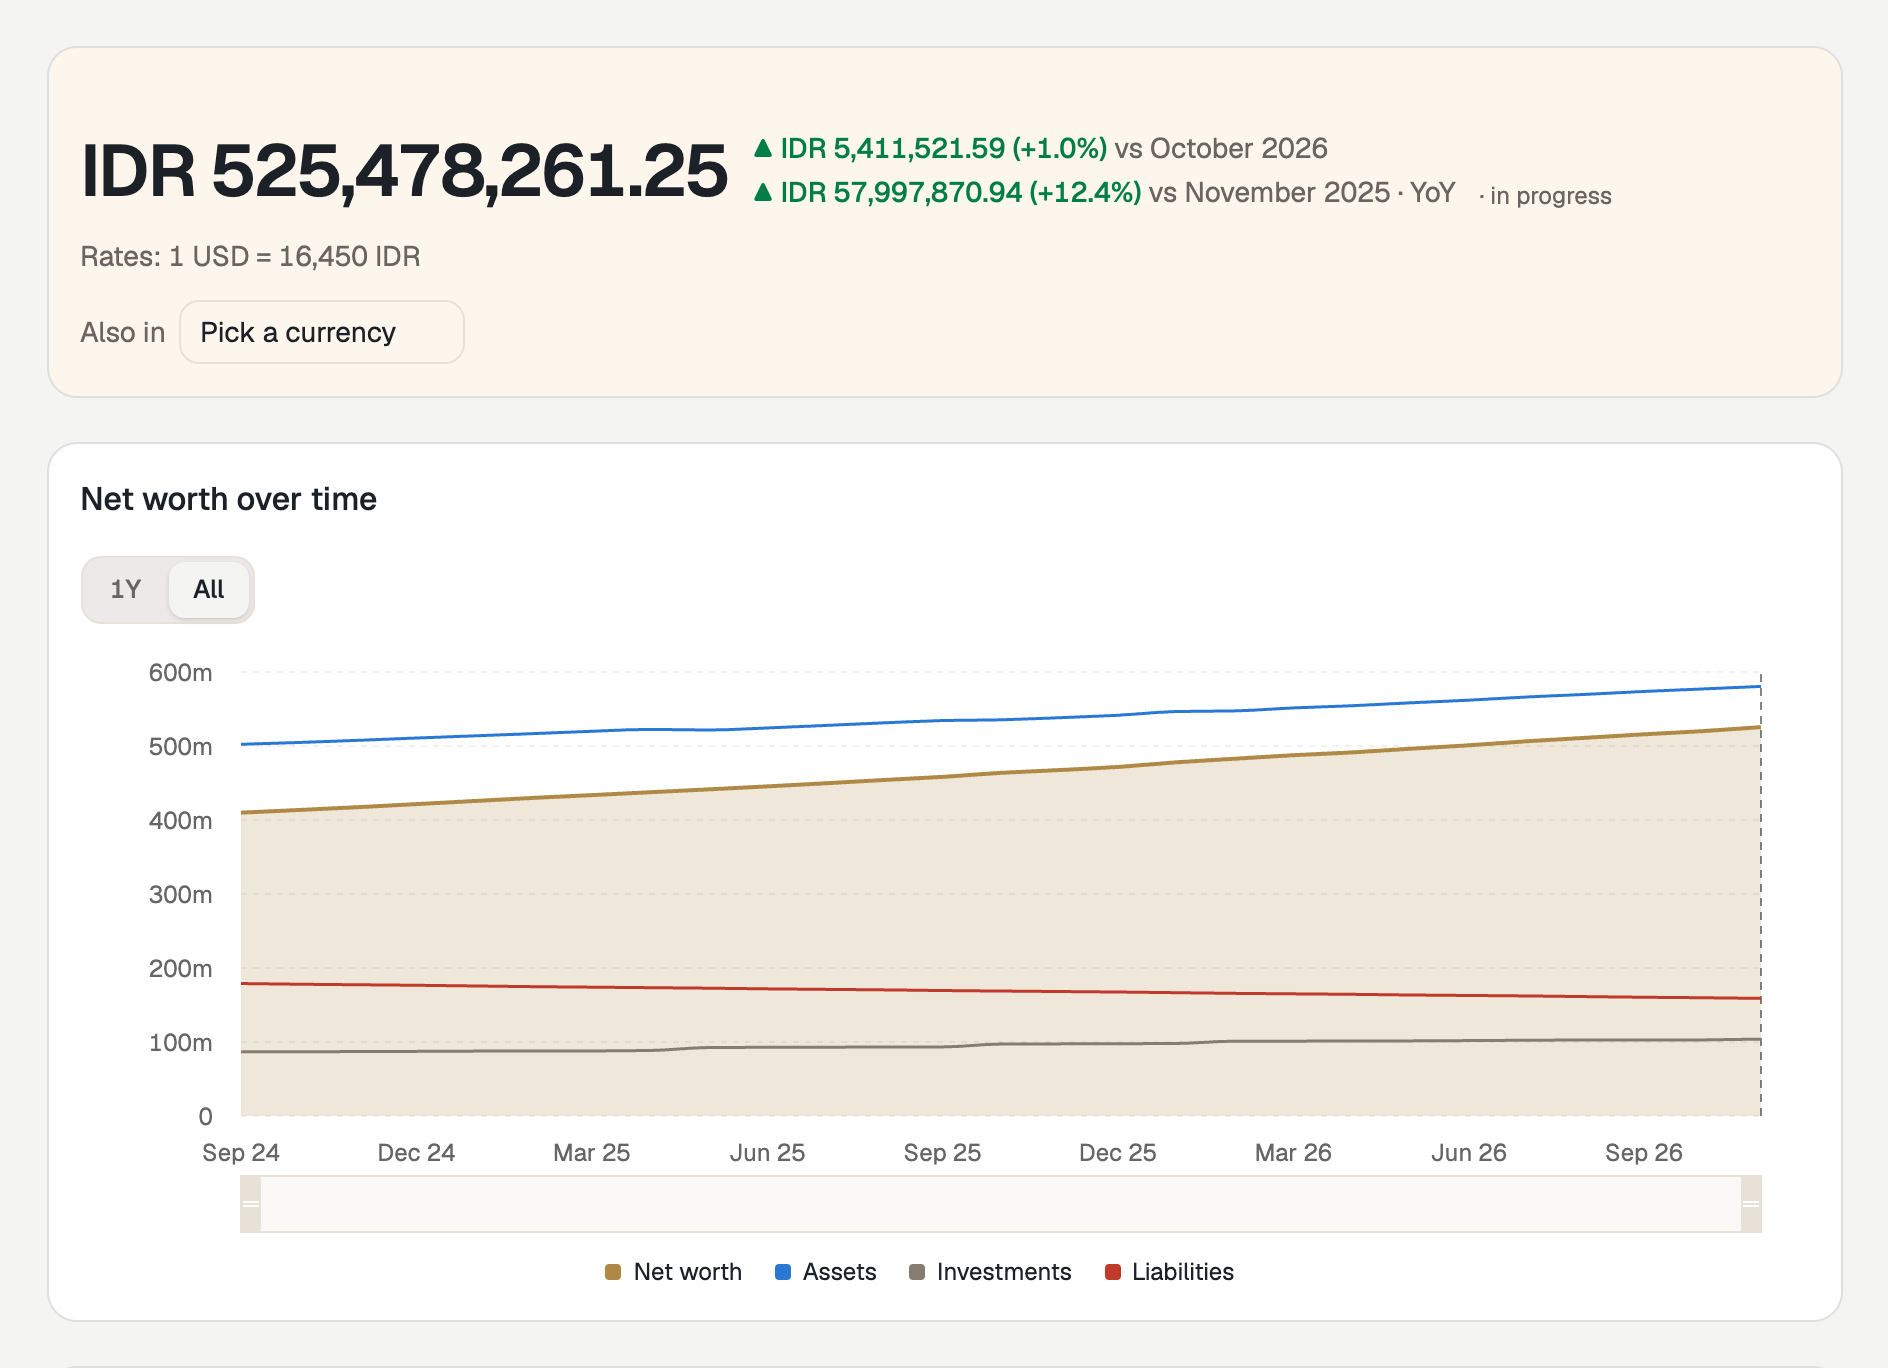 IDR 525,478,261.25
▲ IDR 5,411,521.59 (+1.0%) vs October 2026
▲ IDR 57,997,870.94 (+12.4%) vs November 2025 · YoY · in progress
Rates: 1 USD = 16,450 IDR
Also in Pick a currency
Net worth over time
1Y All
600m
500m
400m
300m
200m
100m
0
Sep 24 Dec 24 Mar 25 Jun 25 Sep 25 Dec 25 Mar 26 Jun 26 Sep 26
Net worth Assets Investments Liabilities